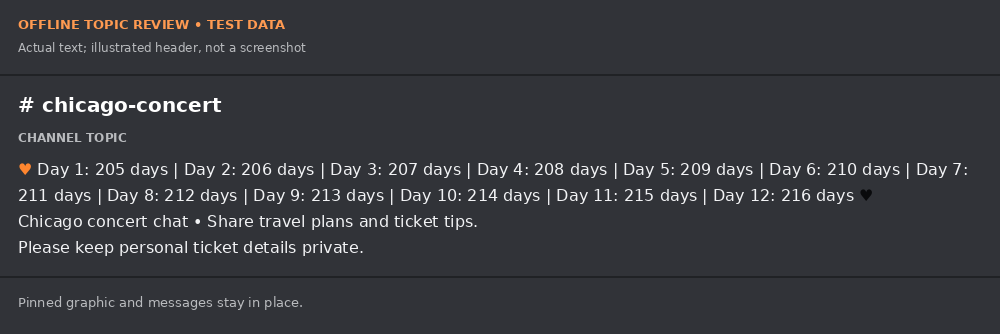 OFFLINE TOPIC REVIEW • TEST DATA
Actual text; illustrated header, not a screenshot
# chicago-concert
CHANNEL TOPIC
♥ Day 1: 205 days | Day 2: 206 days | Day 3: 207 days | Day 4: 208 days | Day 5: 209 days | Day 6: 210 days | Day 7:
211 days | Day 8: 212 days | Day 9: 213 days | Day 10: 214 days | Day 11: 215 days | Day 12: 216 days ♥
Chicago concert chat • Share travel plans and ticket tips.
Please keep personal ticket details private.
Pinned graphic and messages stay in place.